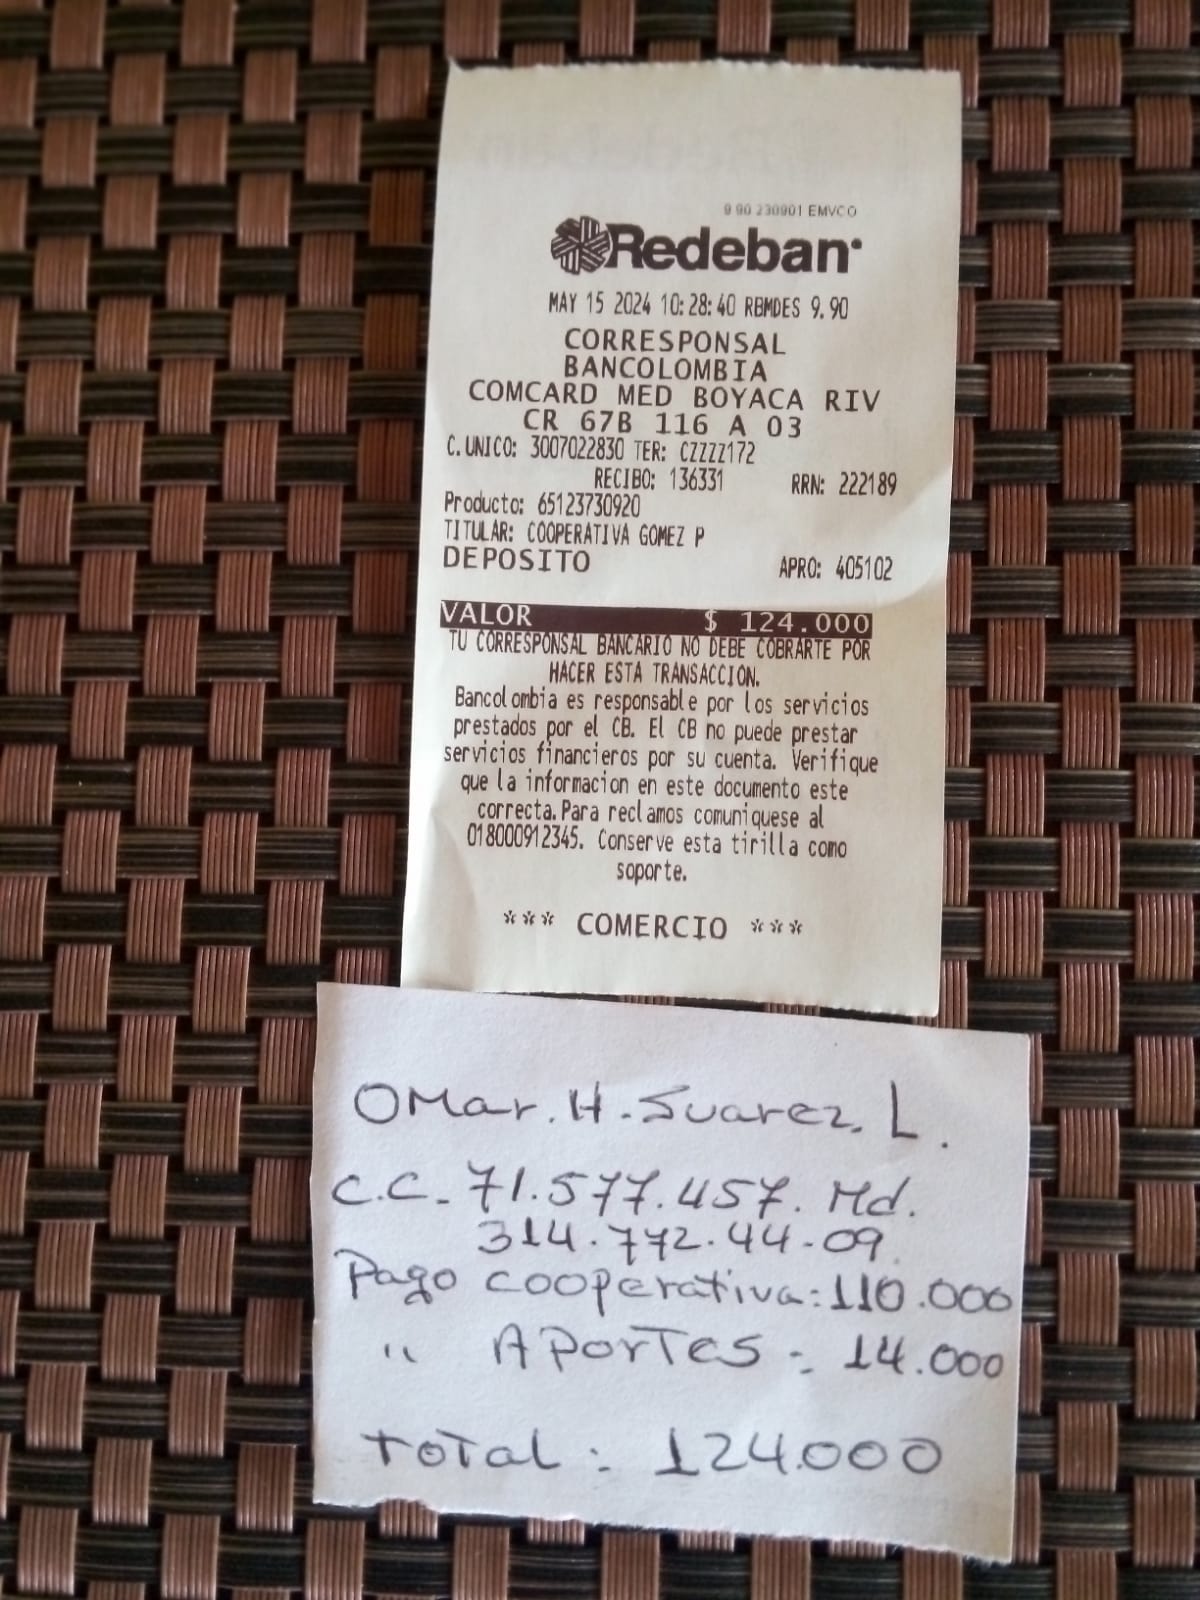 9.90 230901 EMVCO
Redeban
MAY 15 2024 10:28:40 RBMDES 9.90
CORRESPONSAL
BANCOLOMBIA
COMCARD MED BOYACA RIV
CR 67B 116 A 03
C.UNICO: 3007022830 TER: CZZZZ172
RECIBO: 136331 RRN: 222189
Producto: 65123730920
TITULAR: COOPERATIVA GOMEZ P
DEPOSITO APRO: 405102
VALOR $ 124.000
TU CORRESPONSAL BANCARIO NO DEBE COBRARTE POR
HACER ESTA TRANSACCION.
Bancolombia es responsable por los servicios
prestados por el CB. El CB no puede prestar
servicios financieros por su cuenta. Verifique
que la informacion en este documento este
correcta.Para reclamos comuniquese al
018000912345. Conserve esta tirilla como
soporte.
*** COMERCIO ***
OMar. H. Suarez. L.
C.C. 71.577.457. Md.
314.772.44-09.
Pago cooperativa: 110.000
" APorTes -: 14.000
ToTal : 124.000